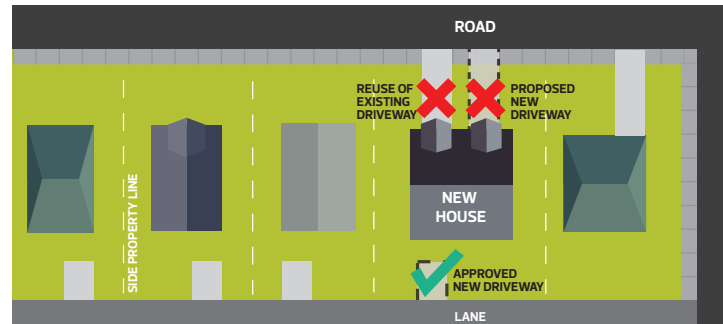 ROAD
REUSE OF
EXISTING
DRIVEWAY
PROPOSED
NEW
DRIVEWAY
SIDE PROPERTY LINE
NEW
HOUSE
APPROVED
NEW DRIVEWAY
LANE